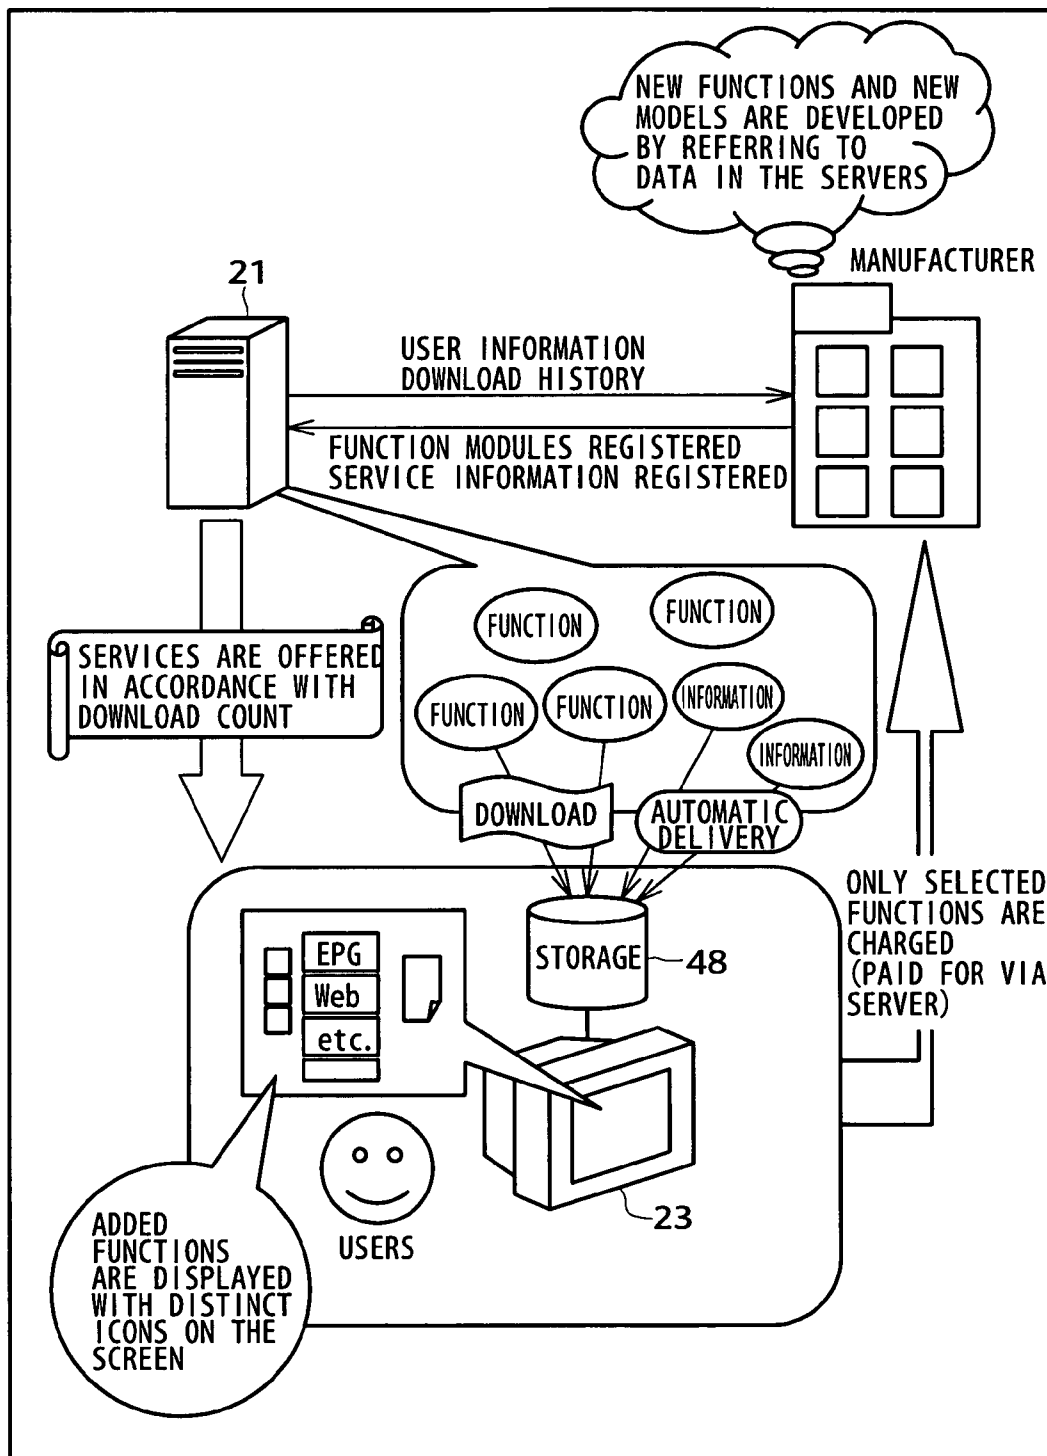 NEW FUNCTIONS AND NEW
MODELS ARE DEVELOPED
BY REFERRING TO
DATA IN THE SERVERS
MANUFACTURER
21
USER INFORMATION
DOWNLOAD HISTORY
FUNCTION MODULES REGISTERED
SERVICE INFORMATION REGISTERED
SERVICES ARE OFFERED
IN ACCORDANCE WITH
DOWNLOAD COUNT
FUNCTION
FUNCTION
FUNCTION
FUNCTION
INFORMATION
INFORMATION
DOWNLOAD
AUTOMATIC
DELIVERY
ONLY SELECTED
FUNCTIONS ARE
CHARGED
(PAID FOR VIA
SERVER)
STORAGE
48
EPG
Web
etc.
23
USERS
ADDED
FUNCTIONS
ARE DISPLAYED
WITH DISTINCT
ICONS ON THE
SCREEN